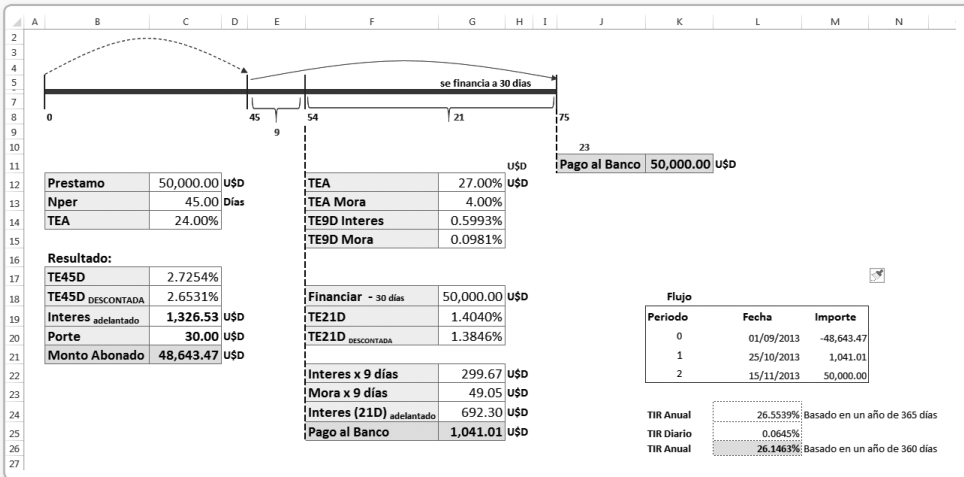 A B C D E F G H I J K L M N
2
3
4
5 se financia a 30 dias
7
8 0 45 54 21 75
9 9
10 23
11 U$D Pago al Banco 50,000.00 U$D
12 Prestamo 50,000.00 U$D TEA 27.00% U$D
13 Nper 45.00 Días TEA Mora 4.00%
14 TEA 24.00% TE9D Interes 0.5993%
15 TE9D Mora 0.0981%
16 Resultado:
17 TE45D 2.7254%
18 TE45D DESCONTADA 2.6531% Financiar - 30 días 50,000.00 U$D Flujo
19 Interes adelantado 1,326.53 U$D TE21D 1.4040% Periodo Fecha Importe
20 Porte 30.00 U$D TE21D DESCONTADA 1.3846% 0 01/09/2013 -48,643.47
21 Monto Abonado 48,643.47 U$D 1 25/10/2013 1,041.01
22 Interes x 9 días 299.67 U$D 2 15/11/2013 50,000.00
23 Mora x 9 días 49.05 U$D
24 Interes (21D) adelantado 692.30 U$D TIR Anual 26.5539% Basado en un año de 365 días
25 Pago al Banco 1,041.01 U$D TIR Diario 0.0645%
26 TIR Anual 26.1463% Basado en un año de 360 días
27